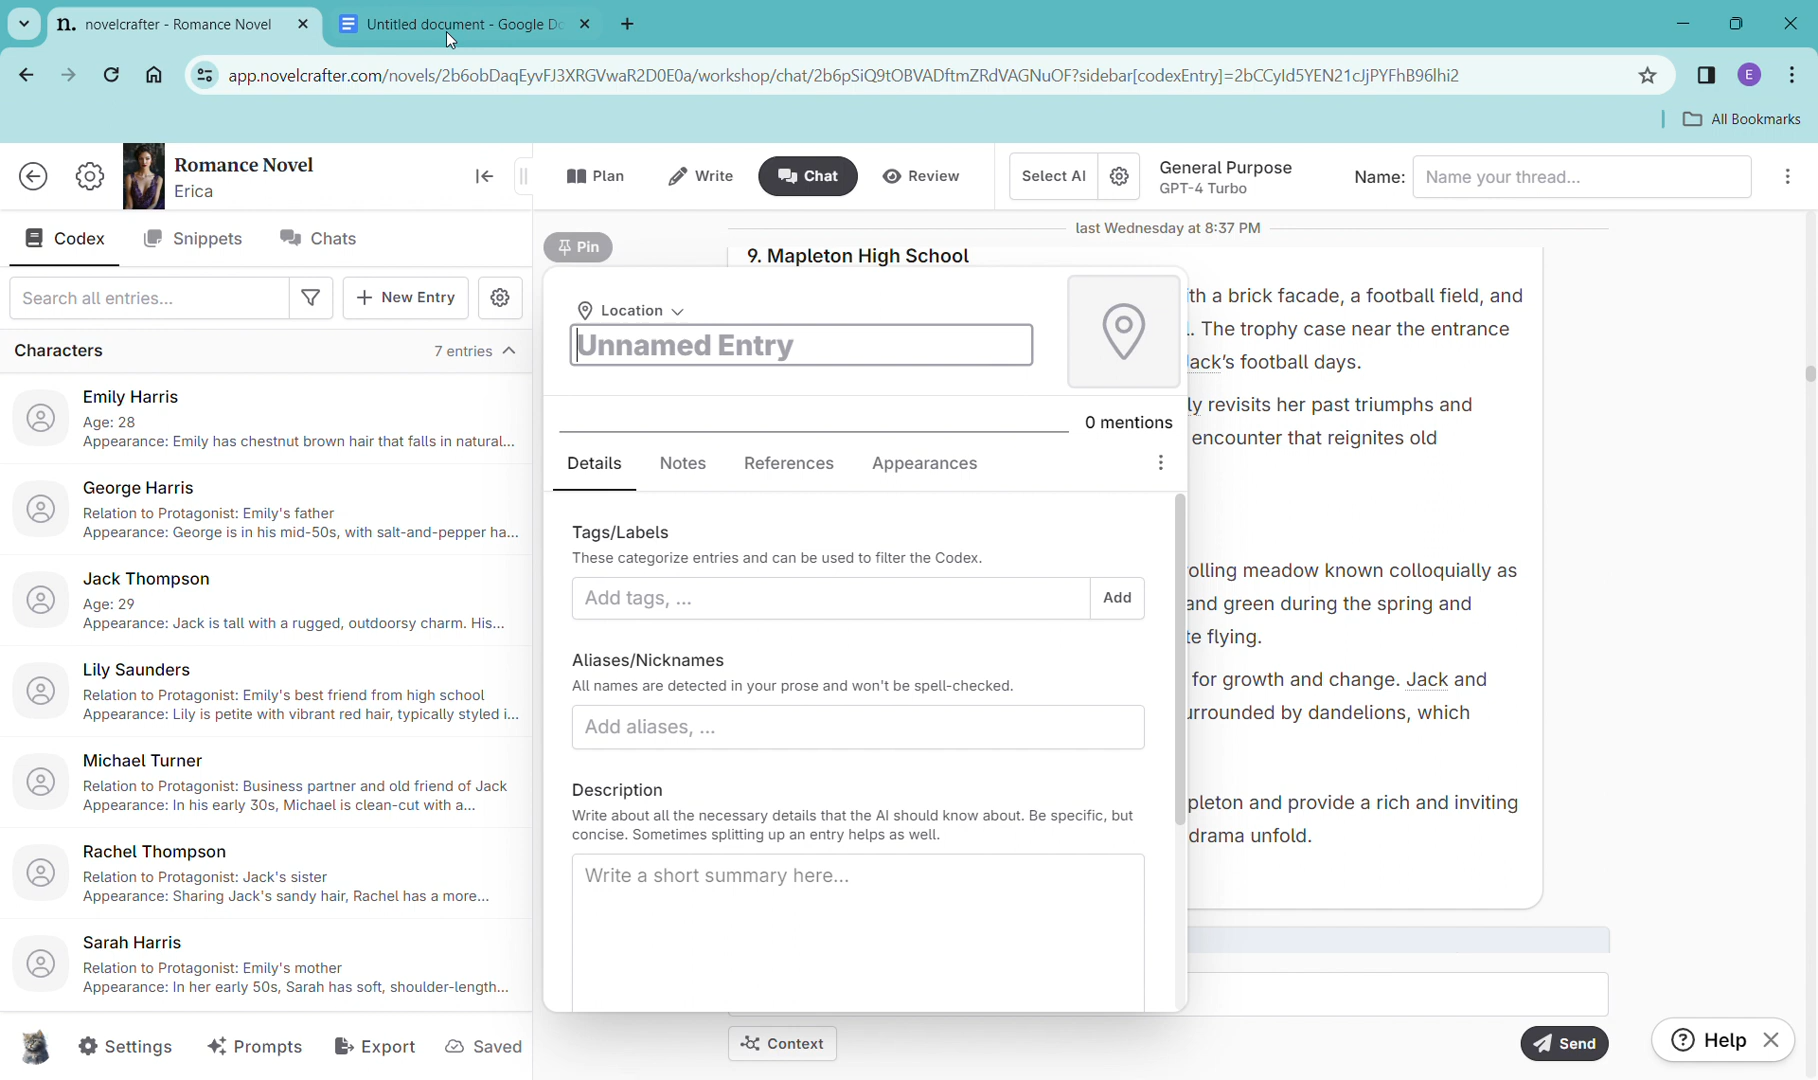 n. novelcrafter - Romance Novel
Untitled document - Google Do
app.novelcrafter.com/novels/2b6obDaqEyvFJ3XRGVwaR2D0E0a/workshop/chat/2b6pSiQ9tOBVADftmZRdVAGNuOF?sidebar[codexEntry]=2bCCyId5YEN21cJjPYFhB96lhi2
E
All Bookmarks
Romance Novel
Erica
Plan
Write
Chat
Review
Select AI
General Purpose
GPT-4 Turbo
Name:
Name your thread...
Codex
Snippets
Chats
last Wednesday at 8:37 PM
Pin
9. Mapleton High School
Search all entries...
New Entry
Location
Unnamed Entry
ith a brick facade, a football field, and
. The trophy case near the entrance
Jack's football days.
ly revisits her past triumphs and
encounter that reignites old
Characters
7 entries
0 mentions
Details
Notes
References
Appearances
Emily Harris
Age: 28
Appearance: Emily has chestnut brown hair that falls in natural...
George Harris
Relation to Protagonist: Emily's father
Appearance: George is in his mid-50s, with salt-and-pepper ha...
Jack Thompson
Age: 29
Appearance: Jack is tall with a rugged, outdoorsy charm. His...
Lily Saunders
Relation to Protagonist: Emily's best friend from high school
Appearance: Lily is petite with vibrant red hair, typically styled i...
Michael Turner
Relation to Protagonist: Business partner and old friend of Jack
Appearance: In his early 30s, Michael is clean-cut with a...
Rachel Thompson
Relation to Protagonist: Jack's sister
Appearance: Sharing Jack's sandy hair, Rachel has a more...
Sarah Harris
Relation to Protagonist: Emily's mother
Appearance: In her early 50s, Sarah has soft, shoulder-length...
Tags/Labels
These categorize entries and can be used to filter the Codex.
Add tags, ...
Add
Aliases/Nicknames
All names are detected in your prose and won't be spell-checked.
Add aliases, ...
Description
Write about all the necessary details that the AI should know about. Be specific, but
concise. Sometimes splitting up an entry helps as well.
Write a short summary here...
olling meadow known colloquially as
and green during the spring and
te flying.
for growth and change. Jack and
urrounded by dandelions, which
pleton and provide a rich and inviting
drama unfold.
Settings
Prompts
Export
Saved
Context
Send
Help